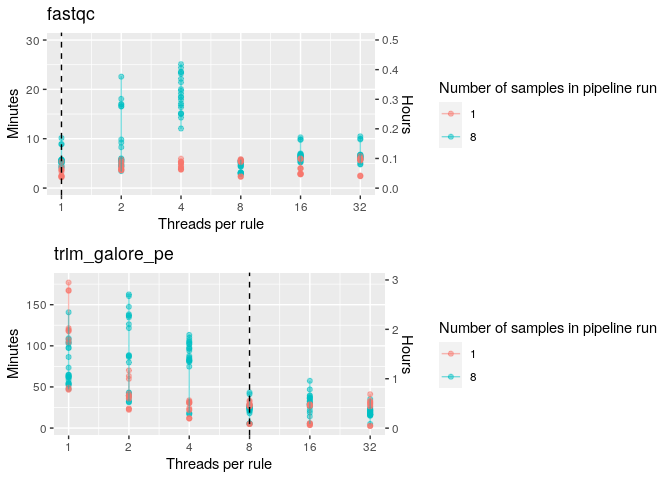 fastqc
30
20
10
0
Minutes
0.5
0.4
0.3
0.2
0.1
0.0
Hours
1 2 4 8 16 32
Threads per rule
Number of samples in pipeline run
1
8
trim_galore_pe
150
100
50
0
Minutes
3
2
1
0
Hours
1 2 4 8 16 32
Threads per rule
Number of samples in pipeline run
1
8